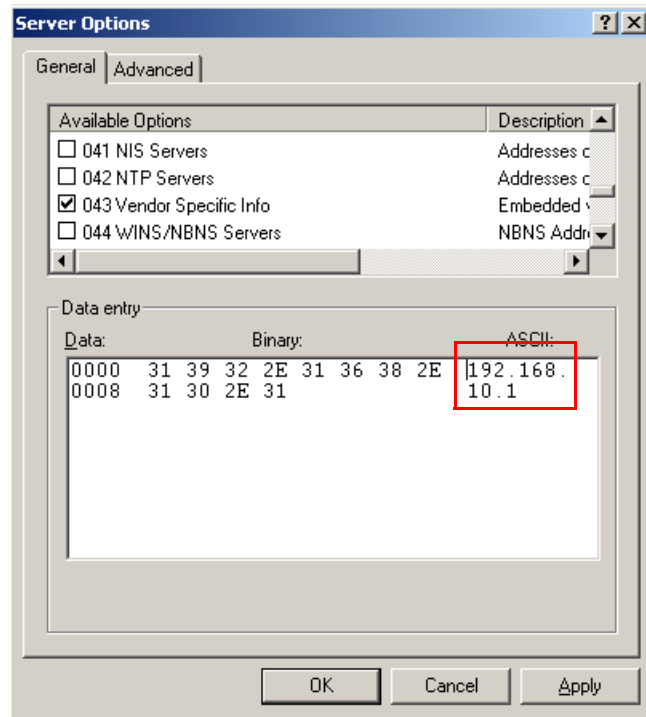 Server Options
General Advanced
Available Options Description
041 NIS Servers Addresses c
042 NTP Servers Addresses c
043 Vendor Specific Info Embedded v
044 WINS/NBNS Servers NBNS Addr
Data entry
Data: Binary: ASCII:
0000 31 39 32 2E 31 36 38 2E 192.168.
0008 31 30 2E 31 10.1
OK Cancel Apply